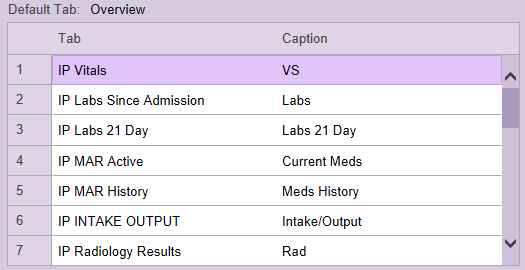 Default Tab: Overview
Tab Caption
1 IP Vitals VS
2 IP Labs Since Admission Labs
3 IP Labs 21 Day Labs 21 Day
4 IP MAR Active Current Meds
5 IP MAR History Meds History
6 IP INTAKE OUTPUT Intake/Output
7 IP Radiology Results Rad